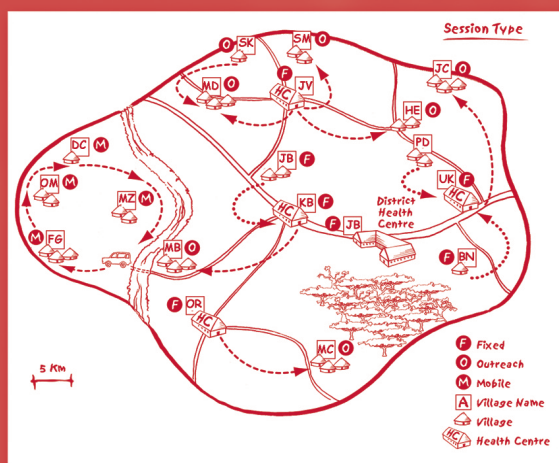 Session Type
SK O
SM O
JC O
MD O
F
HC JV
HE O
PD
DC M
JB F
UK F
HC
OM M
MZ M
KB F
HC
F JB
District
Health
Centre
M FG
MB O
F BN
F OR
HC
MC O
5 Km
F Fixed
O Outreach
M Mobile
A Village Name
Village
HC Health Centre